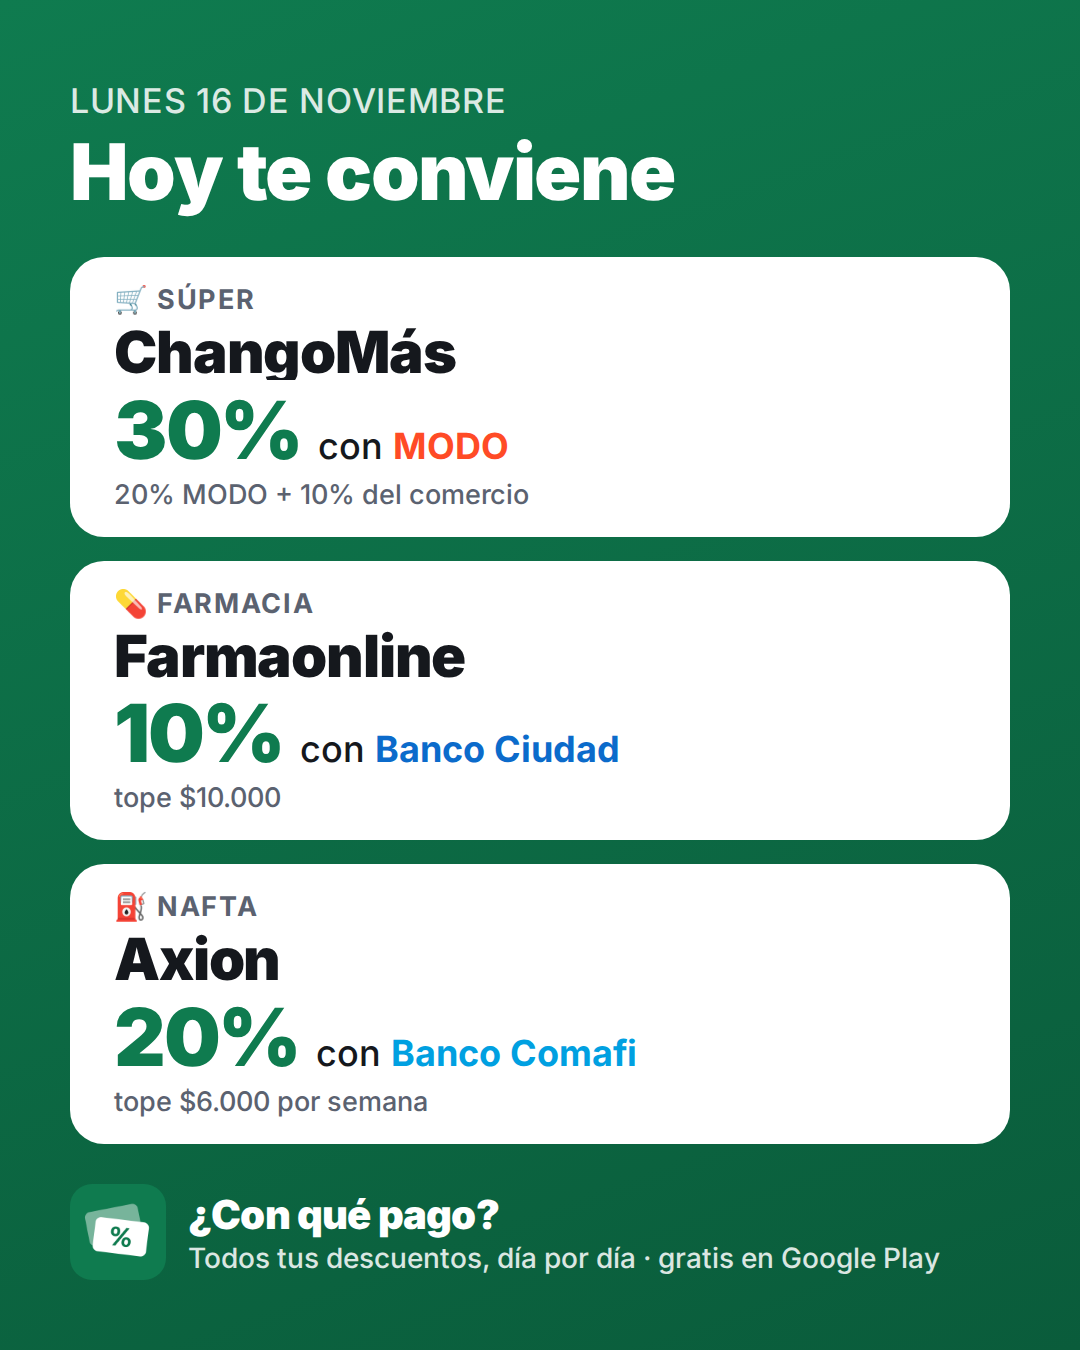 LUNES 16 DE NOVIEMBRE
Hoy te conviene
🛒 SÚPER
ChangoMás
30% con MODO
20% MODO + 10% del comercio
💊 FARMACIA
Farmaonline
10% con Banco Ciudad
tope $10.000
⛽ NAFTA
Axion
20% con Banco Comafi
tope $6.000 por semana
%
¿Con qué pago?
Todos tus descuentos, día por día · gratis en Google Play